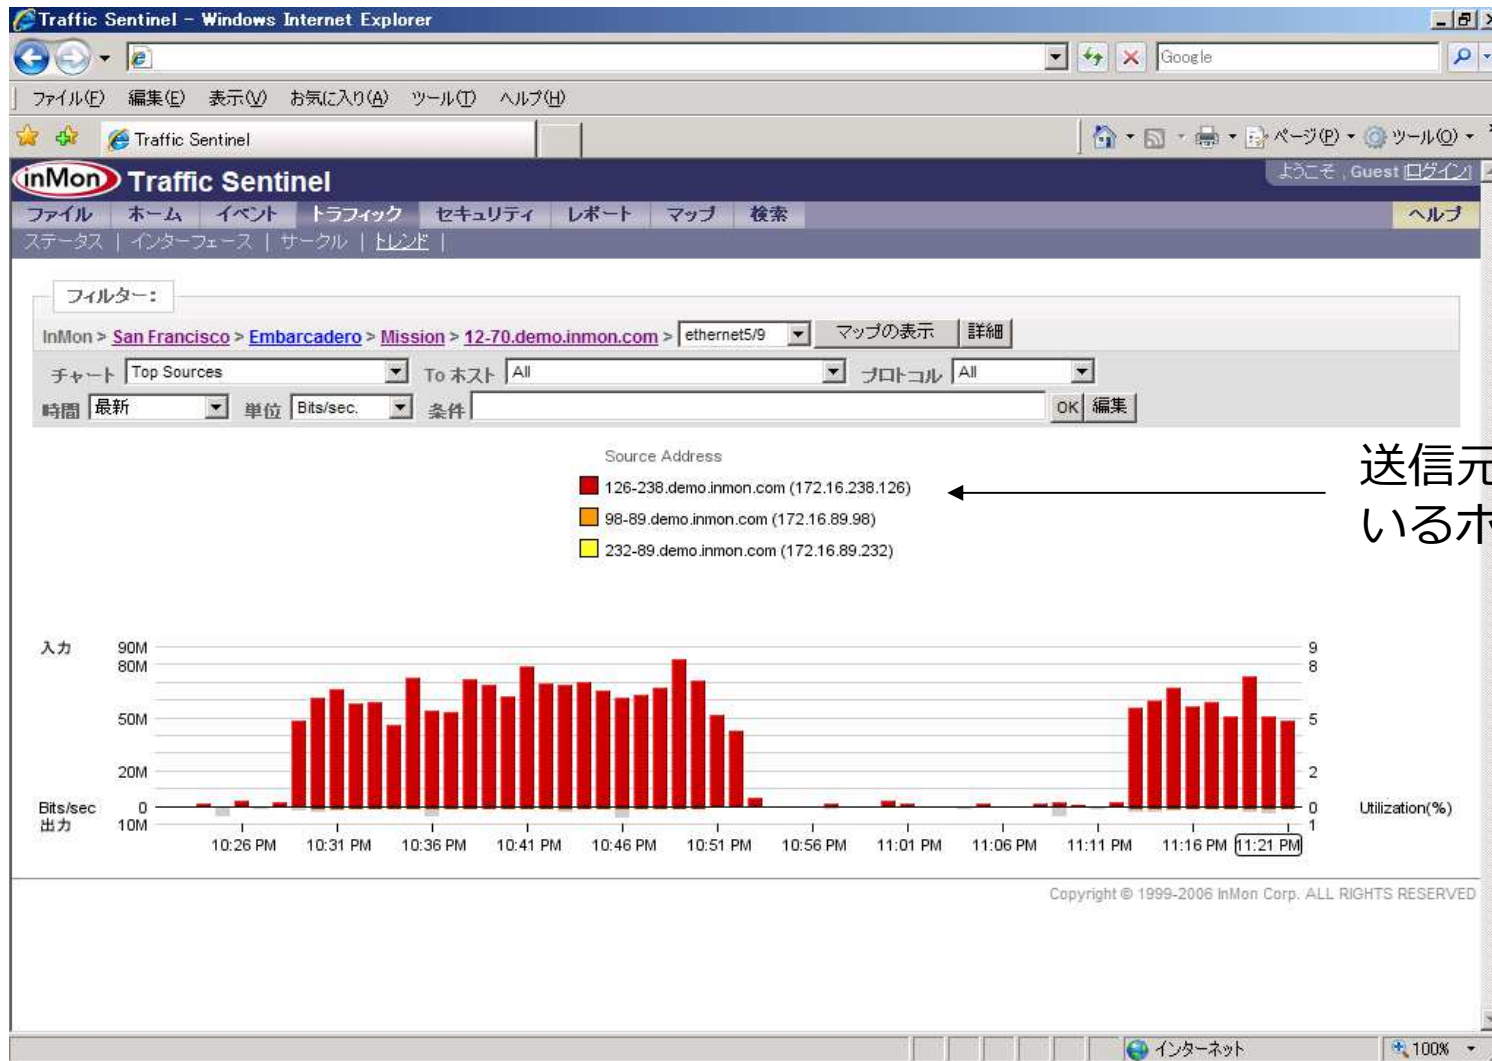 Traffic Sentinel - Windows Internet Explorer
Google
ファイル(F) 編集(E) 表示(V) お気に入り(A) ツール(T) ヘルプ(H)
Traffic Sentinel
ページ(P) ツール(O)
inMon Traffic Sentinel
ようこそ , Guest [ログイン]
ファイル ホーム イベント トラフィック セキュリティ レポート マップ 検索 ヘルプ
ステータス | インターフェース | サークル | トレンド |
フィルター:
InMon > San Francisco > Embarcadero > Mission > 12-70.demo.inmon.com > ethernet5/9 マップの表示 詳細
チャート Top Sources To ホスト All プロトコル All
時間 最新 単位 Bits/sec. 条件 OK 編集
Source Address
126-238.demo.inmon.com (172.16.238.126)
98-89.demo.inmon.com (172.16.89.98)
232-89.demo.inmon.com (172.16.89.232)
送信元
いるホ
入力 90M 9
80M 8
50M 5
20M 2
Bits/sec 0 0 Utilization(%)
出力 10M 1
10:26 PM 10:31 PM 10:36 PM 10:41 PM 10:46 PM 10:51 PM 10:56 PM 11:01 PM 11:06 PM 11:11 PM 11:16 PM 11:21 PM
Copyright © 1999-2006 InMon Corp. ALL RIGHTS RESERVED
インターネット 100%